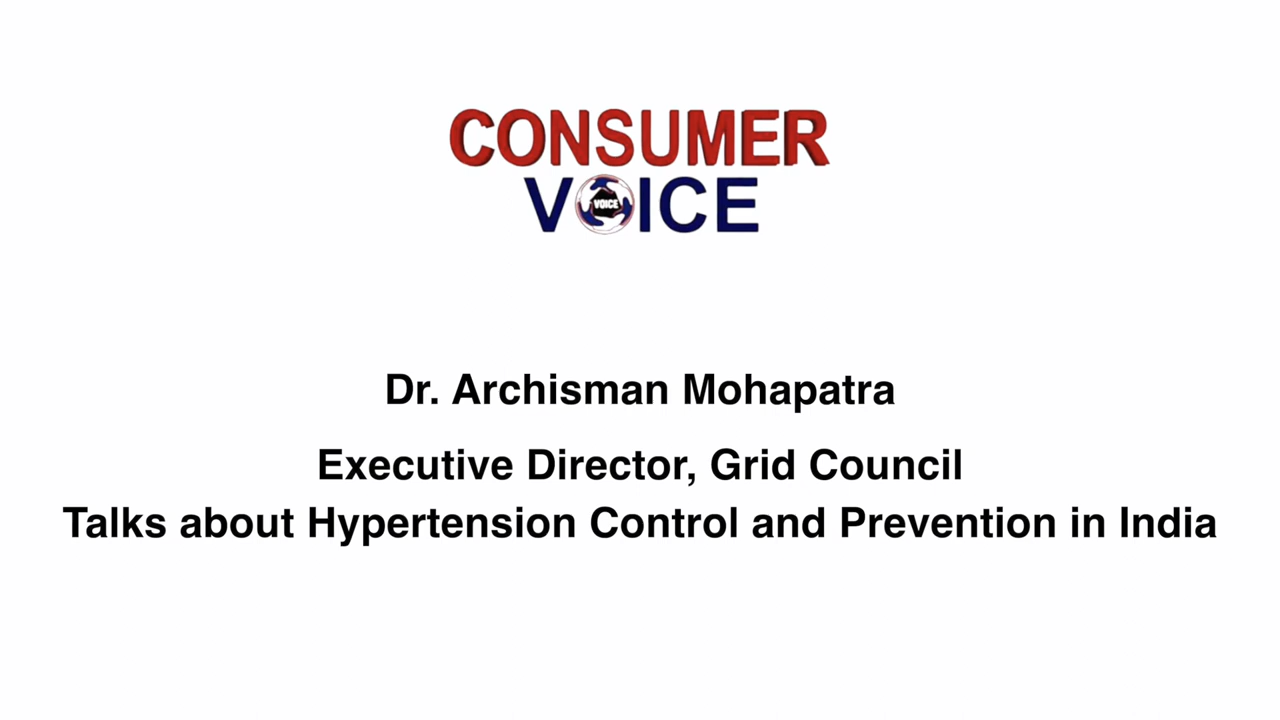 CONSUMER
VOICE
VOICE
Dr. Archisman Mohapatra
Executive Director, Grid Council
Talks about Hypertension Control and Prevention in India